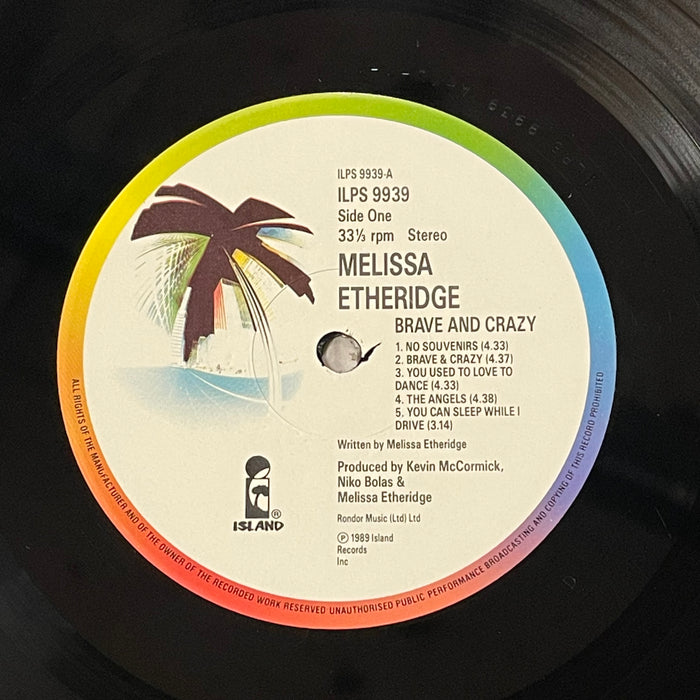 ILPS 9939-A
ILPS 9939
Side One
33⅓ rpm Stereo
MELISSA
ETHERIDGE
BRAVE AND CRAZY
1. NO SOUVENIRS (4.33)
2. BRAVE & CRAZY (4.37)
3. YOU USED TO LOVE TO
DANCE (4.33)
4. THE ANGELS (4.38)
5. YOU CAN SLEEP WHILE I
DRIVE (3.14)
Written by Melissa Etheridge
Produced by Kevin McCormick,
Niko Bolas &
Melissa Etheridge
Rondor Music (Ltd) Ltd
℗ 1989 Island
Records
Inc
ISLAND®
ALL RIGHTS OF THE MANUFACTURER AND OF THE OWNER OF THE RECORDED WORK RESERVED UNAUTHORISED PUBLIC PERFORMANCE BROADCASTING AND COPYING OF THIS RECORD PROHIBITED
ILPS 9939